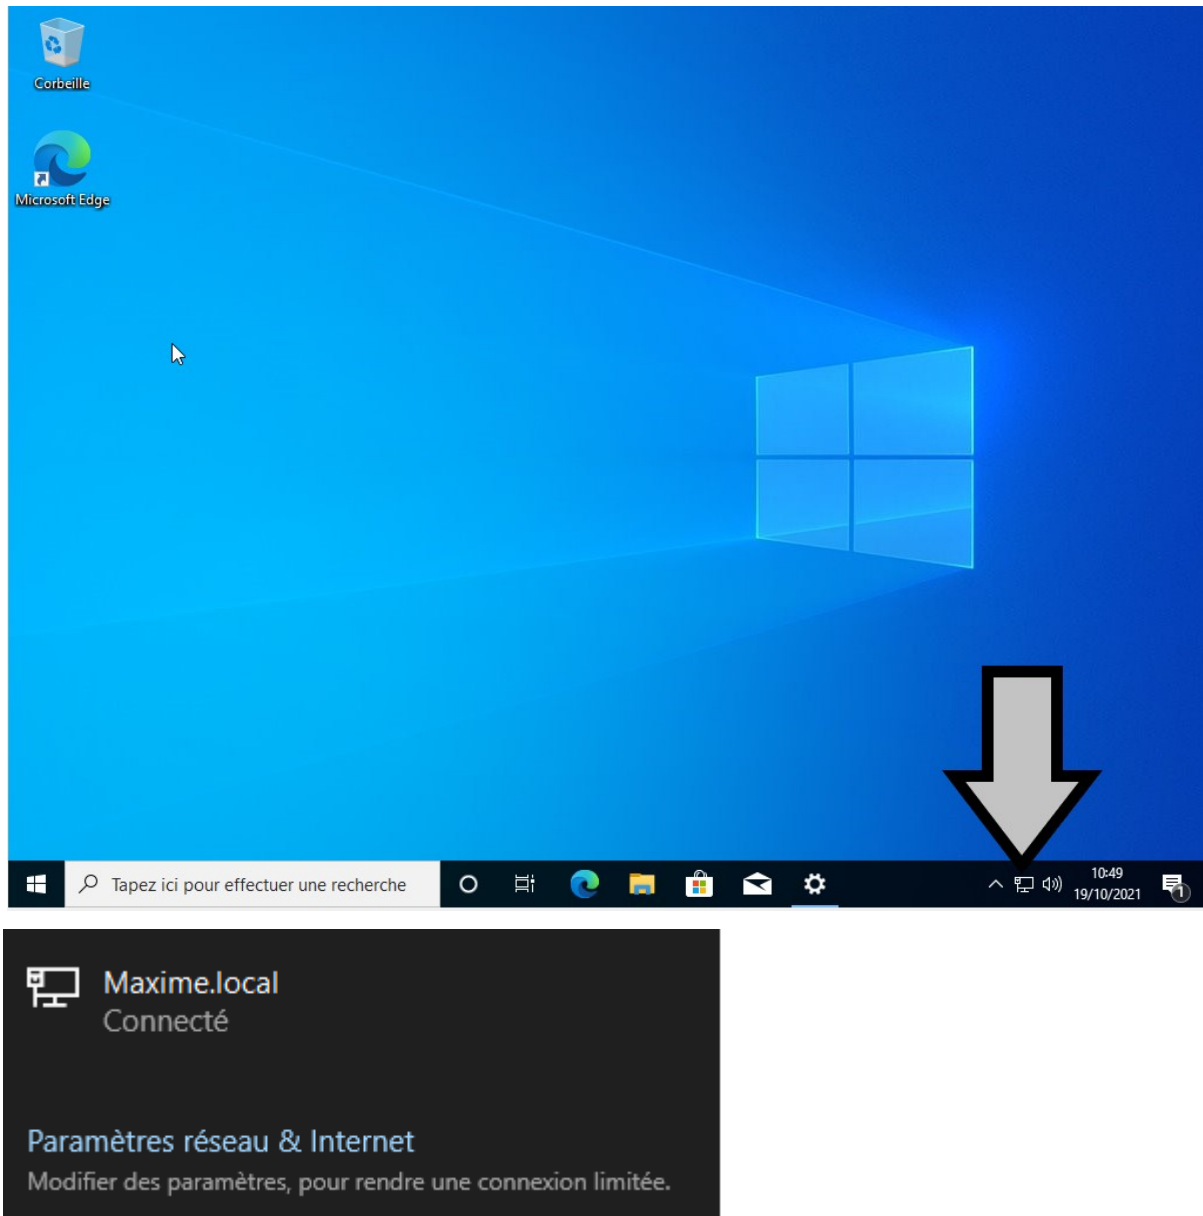 Corbeille
Microsoft Edge
Tapez ici pour effectuer une recherche
10:49
19/10/2021
1
Maxime.local
Connecté
Paramètres réseau & Internet
Modifier des paramètres, pour rendre une connexion limitée.